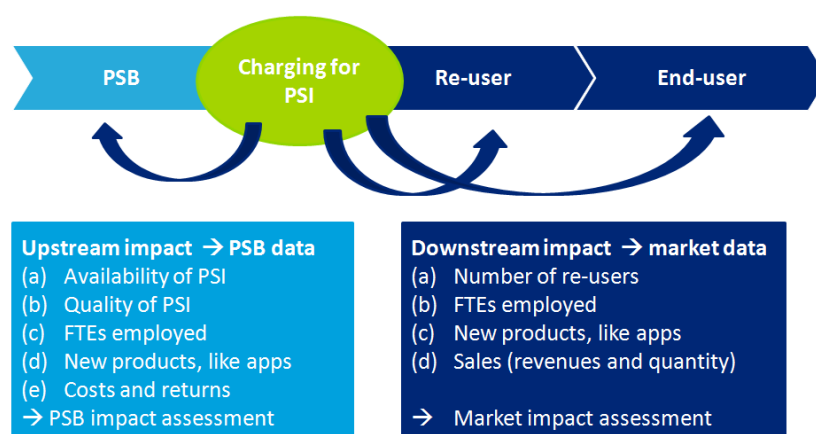 PSB
Charging for
PSI
Re-user
End-user
Upstream impact → PSB data
(a) Availability of PSI
(b) Quality of PSI
(c) FTEs employed
(d) New products, like apps
(e) Costs and returns
→ PSB impact assessment
Downstream impact → market data
(a) Number of re-users
(b) FTEs employed
(c) New products, like apps
(d) Sales (revenues and quantity)
→ Market impact assessment